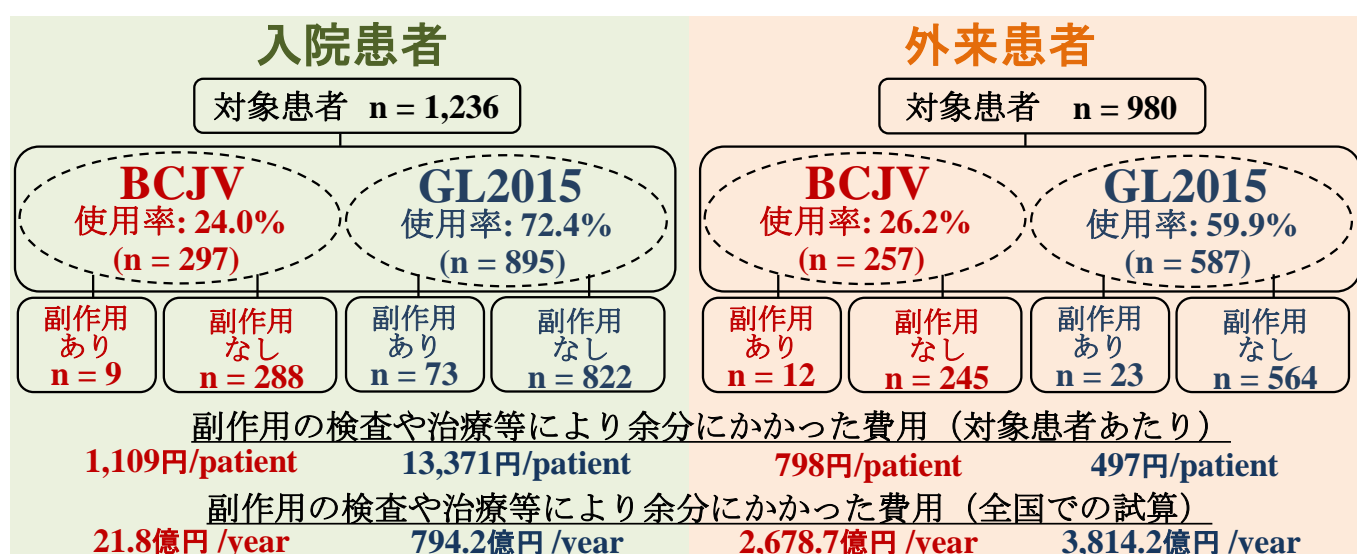 入院患者
対象患者 n = 1,236
BCJV
使用率: 24.0%
(n = 297)
GL2015
使用率: 72.4%
(n = 895)
副作用
あり
n = 9
副作用
なし
n = 288
副作用
あり
n = 73
副作用
なし
n = 822
外来患者
対象患者 n = 980
BCJV
使用率: 26.2%
(n = 257)
GL2015
使用率: 59.9%
(n = 587)
副作用
あり
n = 12
副作用
なし
n = 245
副作用
あり
n = 23
副作用
なし
n = 564
副作用の検査や治療等により余分にかかった費用（対象患者あたり）
1,109円/patient 13,371円/patient 798円/patient 497円/patient
副作用の検査や治療等により余分にかかった費用（全国での試算）
21.8億円 /year 794.2億円 /year 2,678.7億円 /year 3,814.2億円 /year